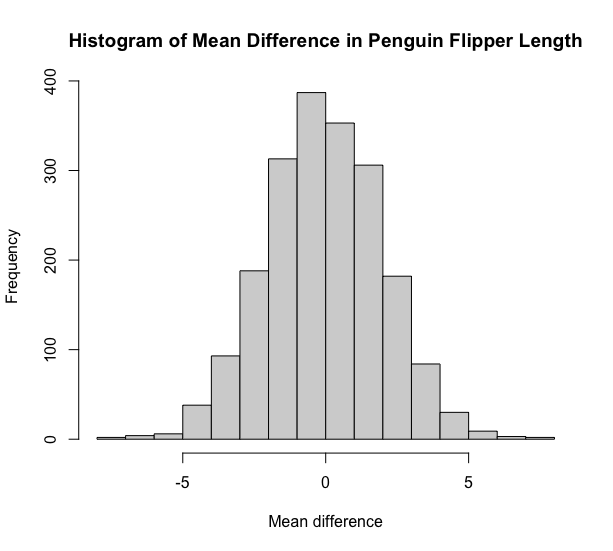 Histogram of Mean Difference in Penguin Flipper Length
400
300
200
100
0
Frequency
-5 0 5
Mean difference